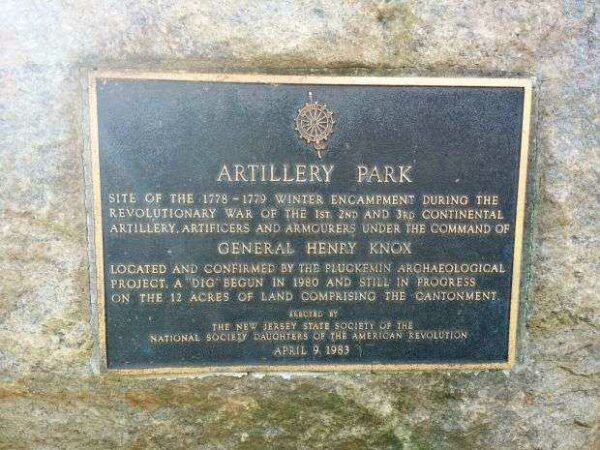 ARTILLERY PARK
SITE OF THE 1778-1779 WINTER ENCAMPMENT DURING THE
REVOLUTIONARY WAR OF THE 1ST, 2ND AND 3RD CONTINENTAL
ARTILLERY, ARTIFICERS AND ARMOURERS UNDER THE COMMAND OF
GENERAL HENRY KNOX
LOCATED AND CONFIRMED BY THE PLUCKEMIN ARCHAEOLOGICAL
PROJECT, A "DIG" BEGUN IN 1980 AND STILL IN PROGRESS
ON THE 12 ACRES OF LAND COMPRISING THE CANTONMENT.
ERECTED BY
THE NEW JERSEY STATE SOCIETY OF THE
NATIONAL SOCIETY DAUGHTERS OF THE AMERICAN REVOLUTION
APRIL 9, 1983